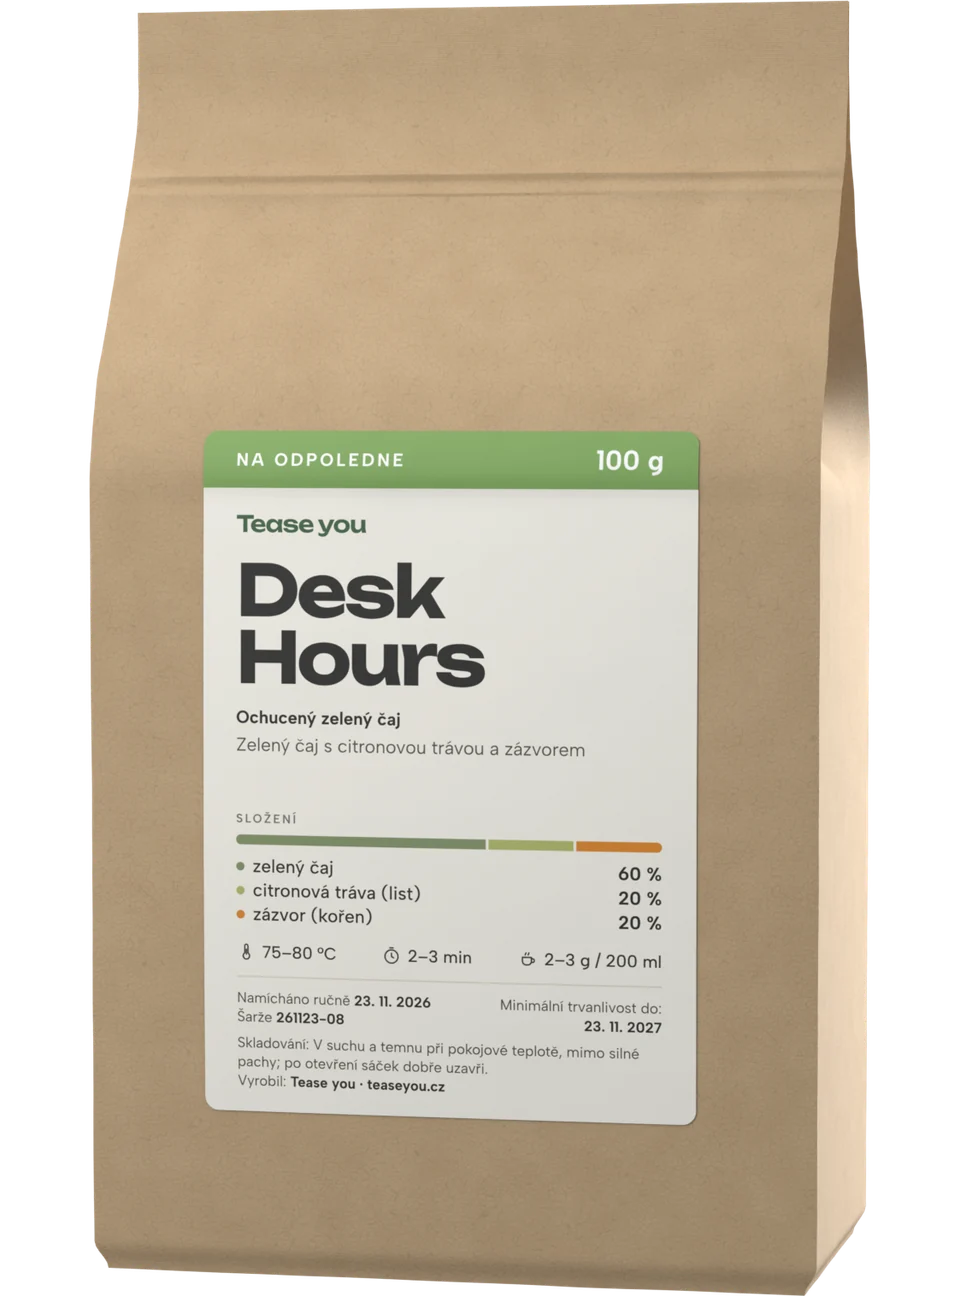 NA ODPOLEDNE 100 g
Tease you
Desk
Hours
Ochucený zelený čaj
Zelený čaj s citronovou trávou a zázvorem
SLOŽENÍ
zelený čaj 60 %
citronová tráva (list) 20 %
zázvor (kořen) 20 %
75–80 °C 2–3 min 2–3 g / 200 ml
Namícháno ručně 23. 11. 2026
Šarže 261123-08
Minimální trvanlivost do:
23. 11. 2027
Skladování: V suchu a temnu při pokojové teplotě, mimo silné
pachy; po otevření sáček dobře uzavři.
Vyrobil: Tease you · teaseyou.cz